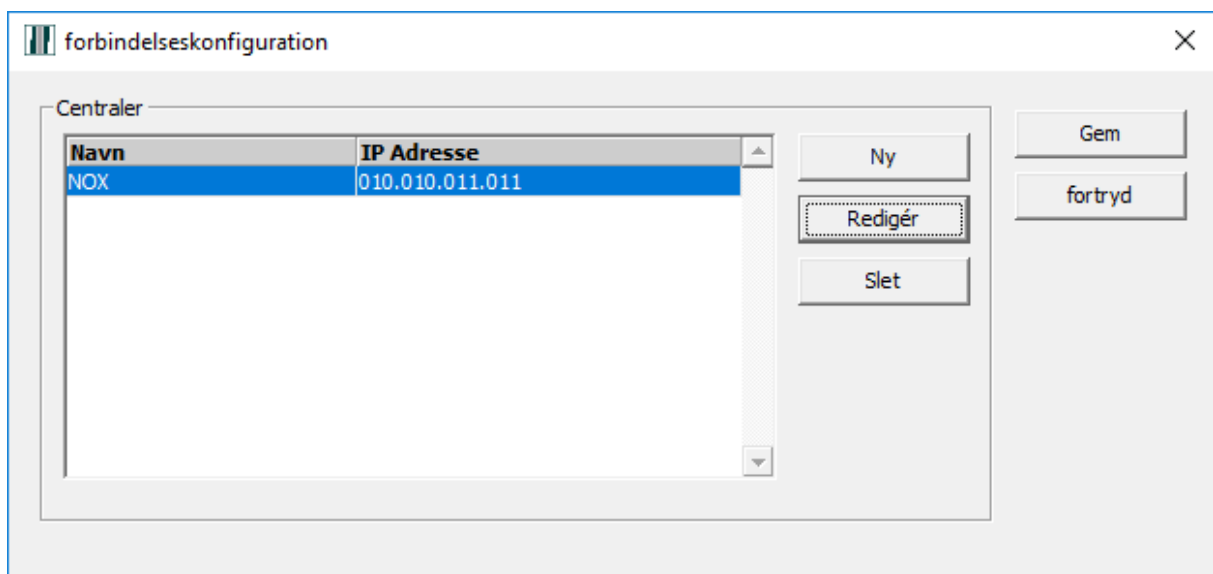 forbindelseskonfiguration
Centraler
Navn IP Adresse
NOX 010.010.011.011
Ny
Redigér
Slet
Gem
fortryd